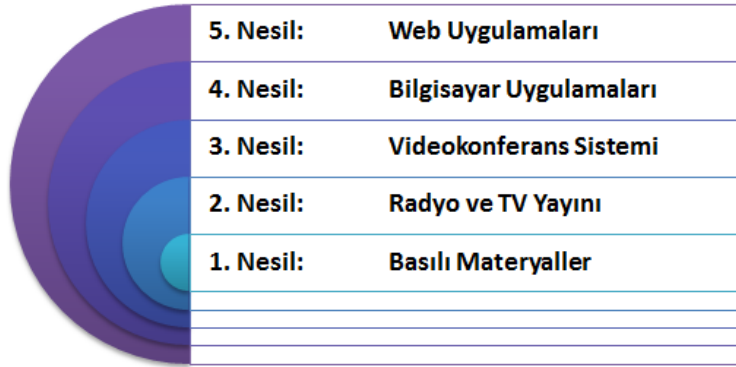 5. Nesil: Web Uygulamaları
4. Nesil: Bilgisayar Uygulamaları
3. Nesil: Videokonferans Sistemi
2. Nesil: Radyo ve TV Yayını
1. Nesil: Basılı Materyaller